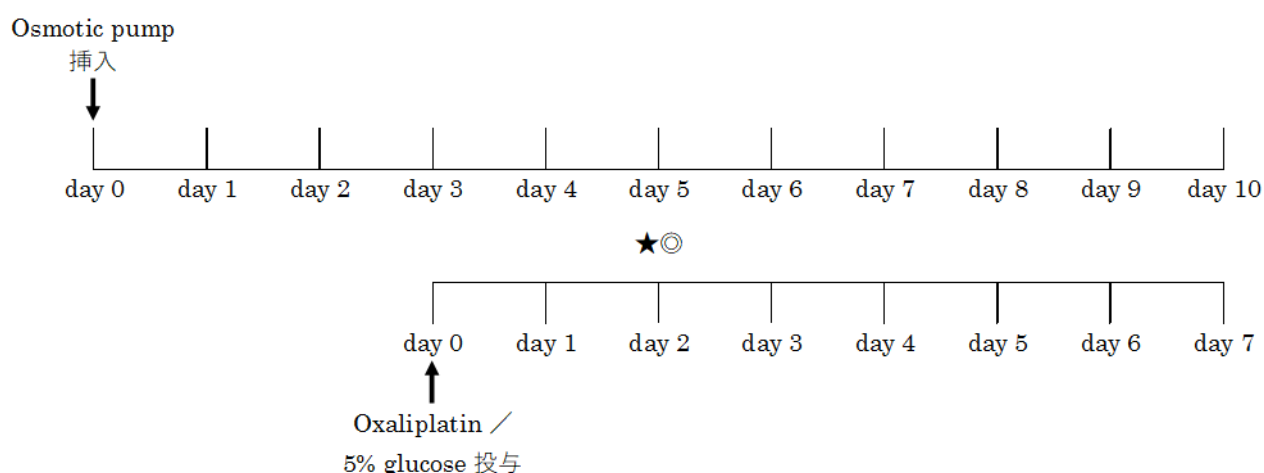 Osmotic pump
挿入
day 0 day 1 day 2 day 3 day 4 day 5 day 6 day 7 day 8 day 9 day 10
★◎
day 0 day 1 day 2 day 3 day 4 day 5 day 6 day 7
Oxaliplatin ／
5% glucose 投与